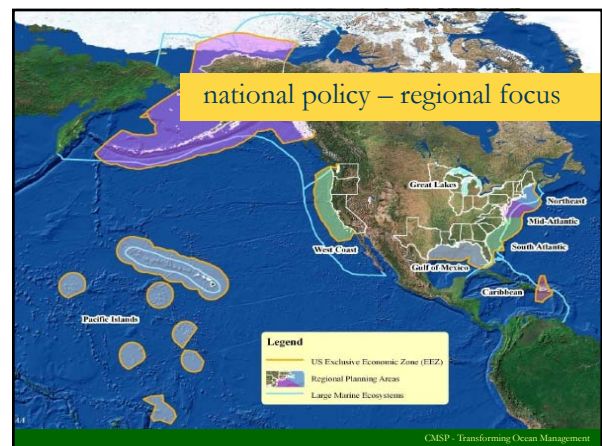 national policy – regional focus
Great Lakes
Northeast
Mid-Atlantic
West Coast
South Atlantic
Gulf of Mexico
Caribbean
Pacific Islands
Legend
US Exclusive Economic Zone (EEZ)
Regional Planning Areas
Large Marine Ecosystems
CMSP - Transforming Ocean Management